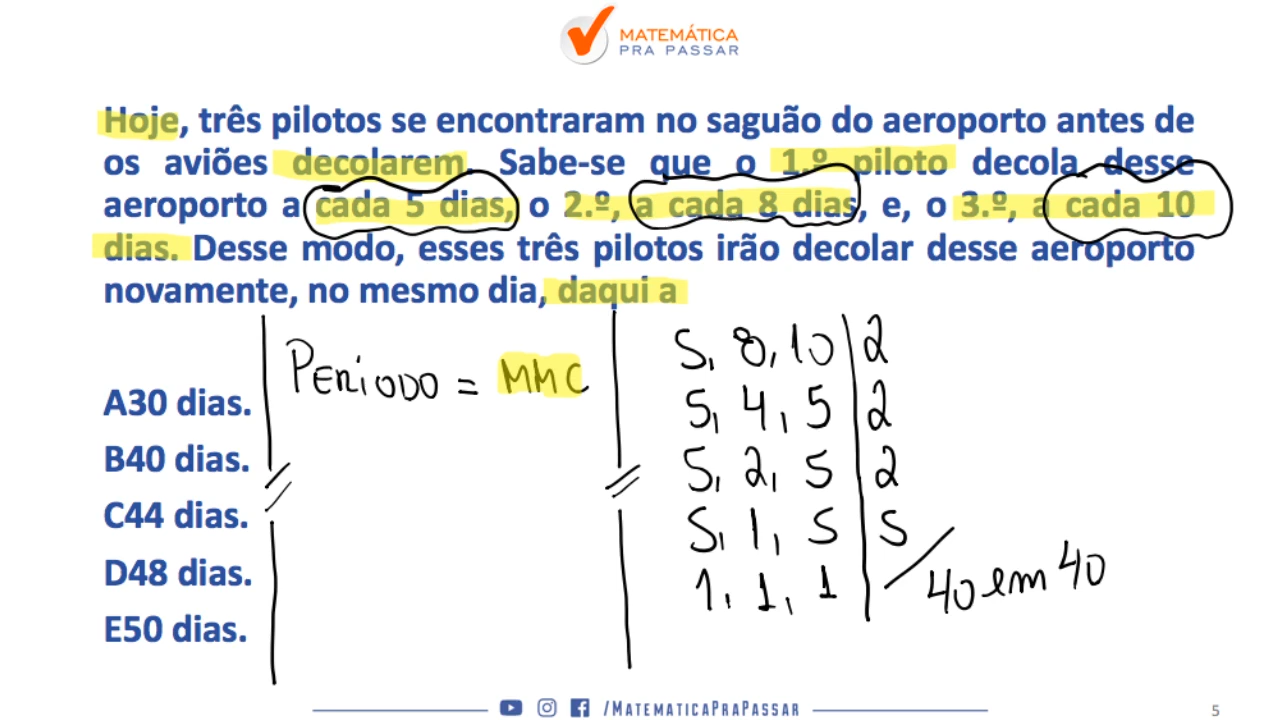 MATEMÁTICA
PRA PASSAR
Hoje, três pilotos se encontraram no saguão do aeroporto antes de
os aviões decolarem. Sabe-se que o 1.º piloto decola desse
aeroporto a cada 5 dias, o 2.º, a cada 8 dias, e, o 3.º, a cada 10
dias. Desse modo, esses três pilotos irão decolar desse aeroporto
novamente, no mesmo dia, daqui a
A30 dias.
B40 dias.
C44 dias.
D48 dias.
E50 dias.
PERíODO = MMC
5, 8, 10 | 2
5, 4, 5 | 2
5, 2, 5 | 2
5, 1, 5 | 5
1, 1, 1 | 40 em 40
/MATEMATICAPRAPASSAR
5